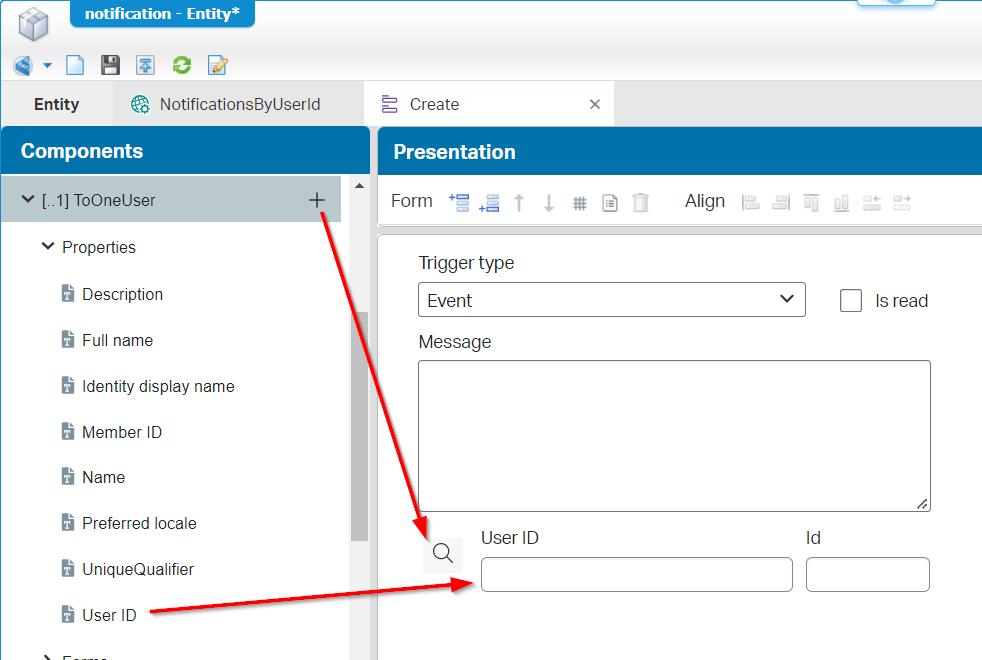 notification - Entity*
Entity
NotificationsByUserId
Create
Components
Presentation
[..1] ToOneUser
Form
Align
Properties
Description
Full name
Identity display name
Member ID
Name
Preferred locale
UniqueQualifier
User ID
Forms
Trigger type
Event
Is read
Message
User ID
Id